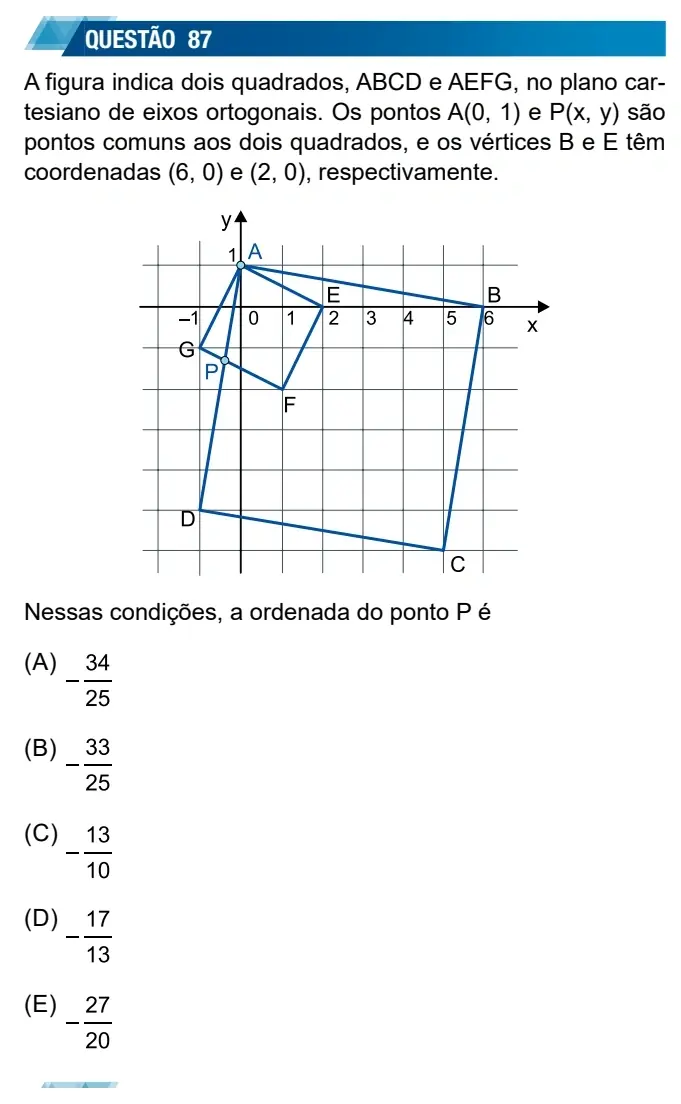 QUESTÃO 87
A figura indica dois quadrados, ABCD e AEFG, no plano car-
tesiano de eixos ortogonais. Os pontos A(0, 1) e P(x, y) são
pontos comuns aos dois quadrados, e os vértices B e E têm
coordenadas (6, 0) e (2, 0), respectivamente.
y
1 A
E B
–1 0 1 2 3 4 5 6 x
G
P
F
D
C
Nessas condições, a ordenada do ponto P é
(A) – 34/25
(B) – 33/25
(C) – 13/10
(D) – 17/13
(E) – 27/20